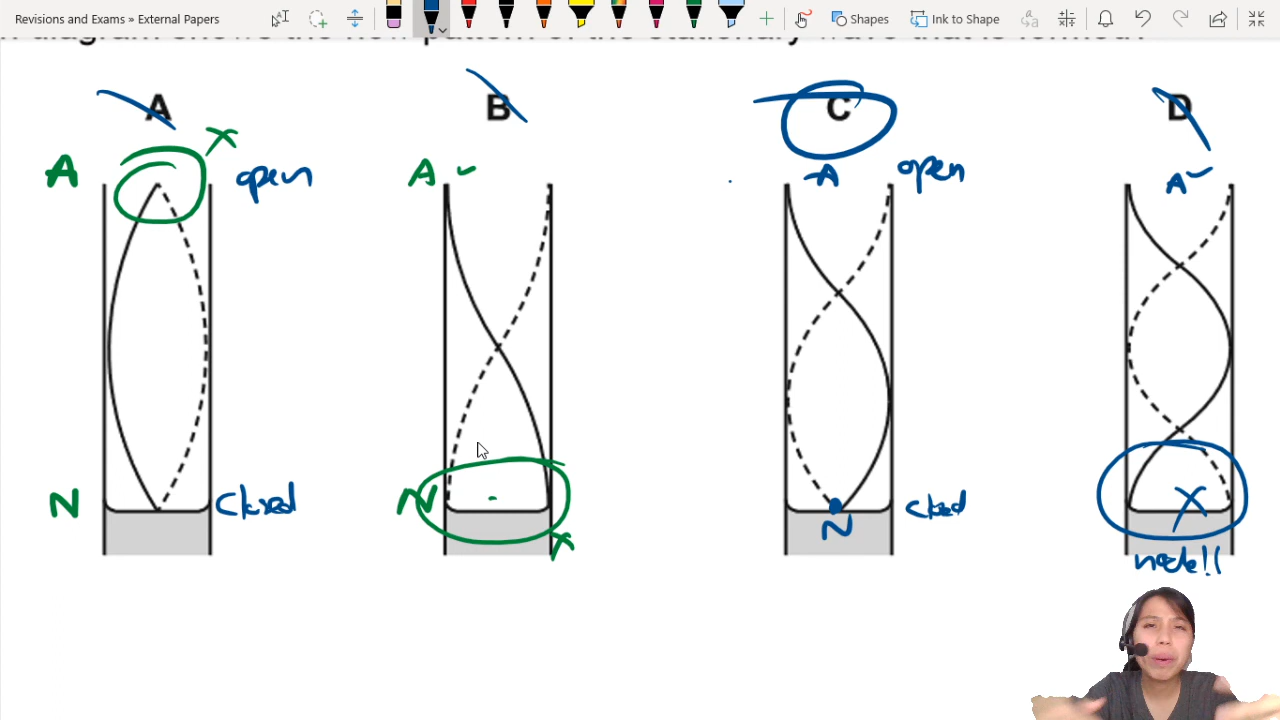 Revisions and Exams » External Papers
Shapes
Ink to Shape
A B C D
A X open A ✓ A open A ✓
N closed N X N closed X
node!!